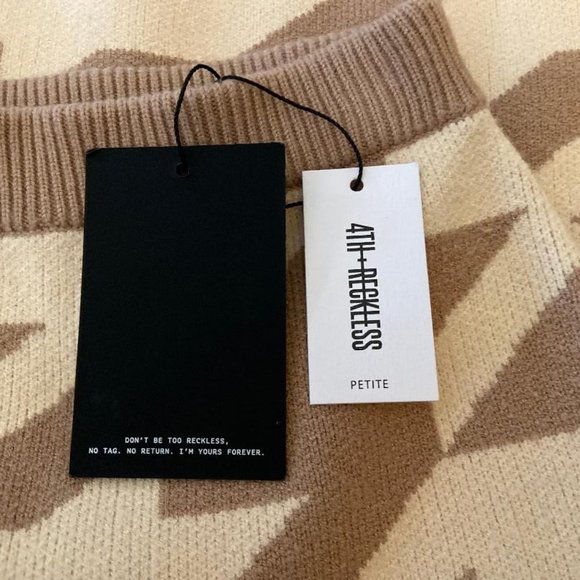 DON'T BE TOO RECKLESS,
NO TAG. NO RETURN. I'M YOURS FOREVER.
4TH+RECKLESS
PETITE